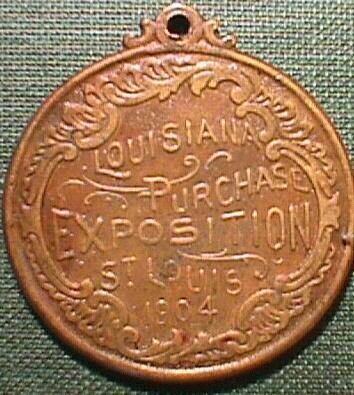 LOUISIANA
PURCHASE
EXPOSITION
ST. LOUIS
1904